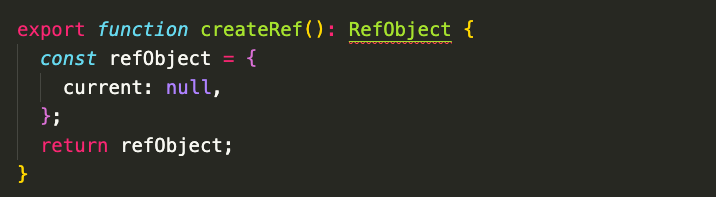 export function createRef(): RefObject {
const refObject = {
current: null,
};
return refObject;
}